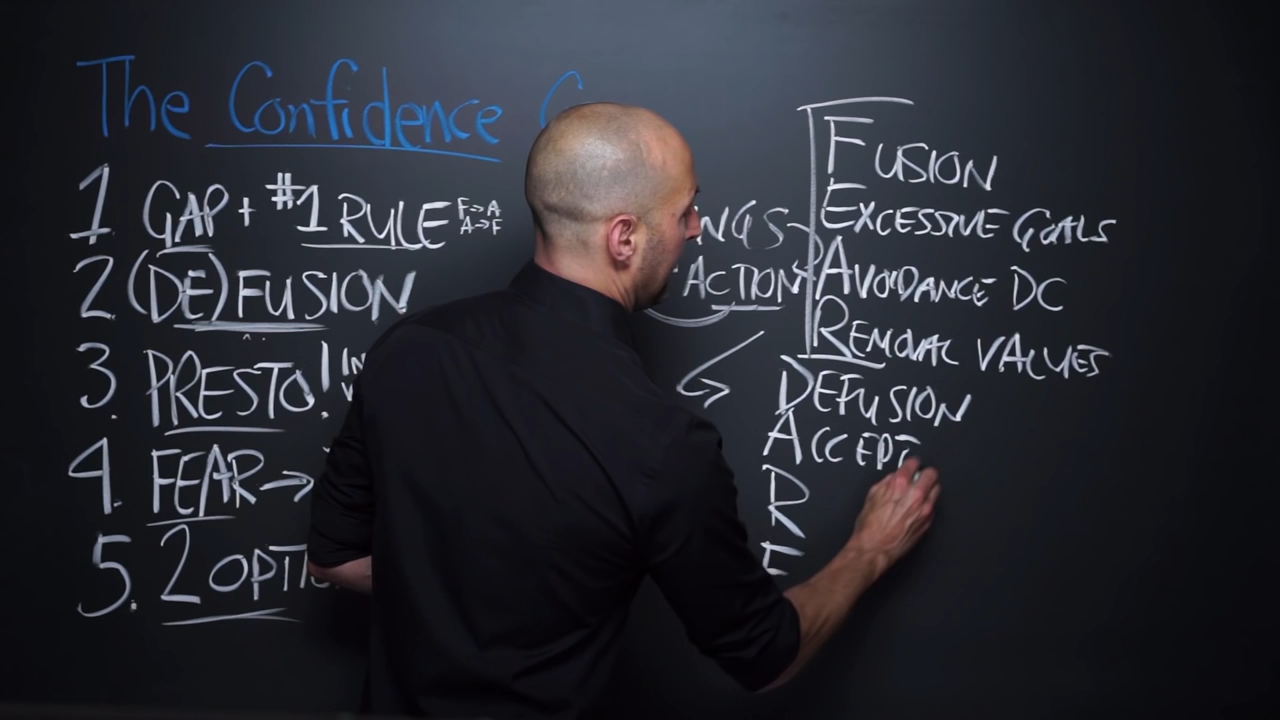 The Confidence
1 GAP + #1 RULE F→A
A→F
2 (DE)FUSION
3. PRESTO!
4. FEAR →
5. 2
ACTION
FUSION
EXCESSIVE GOALS
AVOIDANCE DC
REMOVAL VALUES
DEFUSION
ACCEPT
R
E